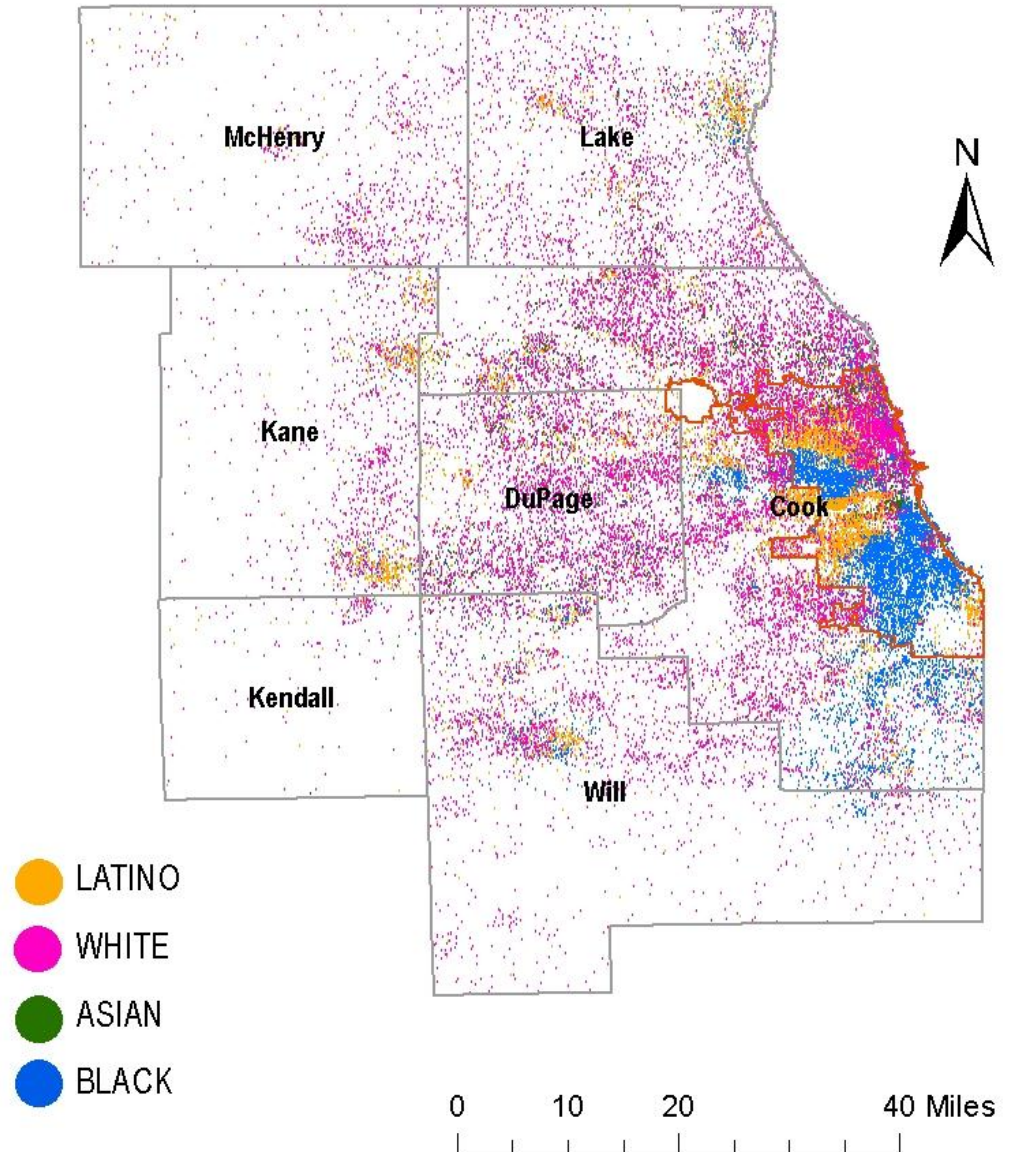 McHenry
Lake
N
Kane
DuPage
Cook
Kendall
Will
LATINO
WHITE
ASIAN
BLACK
0 10 20 40 Miles